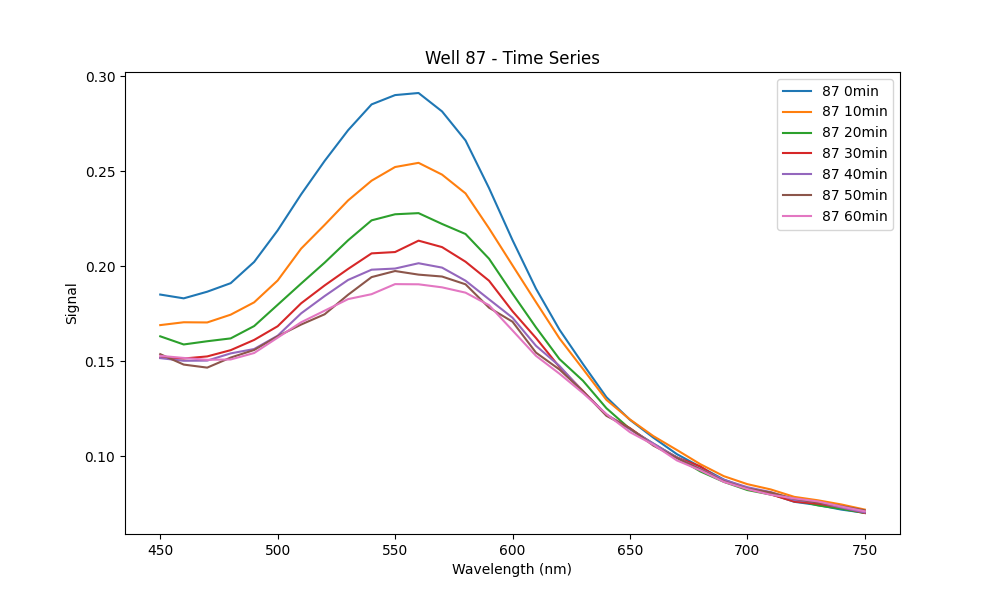 Well 87 - Time Series
Signal
0.30
0.25
0.20
0.15
0.10
87 0min
87 10min
87 20min
87 30min
87 40min
87 50min
87 60min
450 500 550 600 650 700 750
Wavelength (nm)